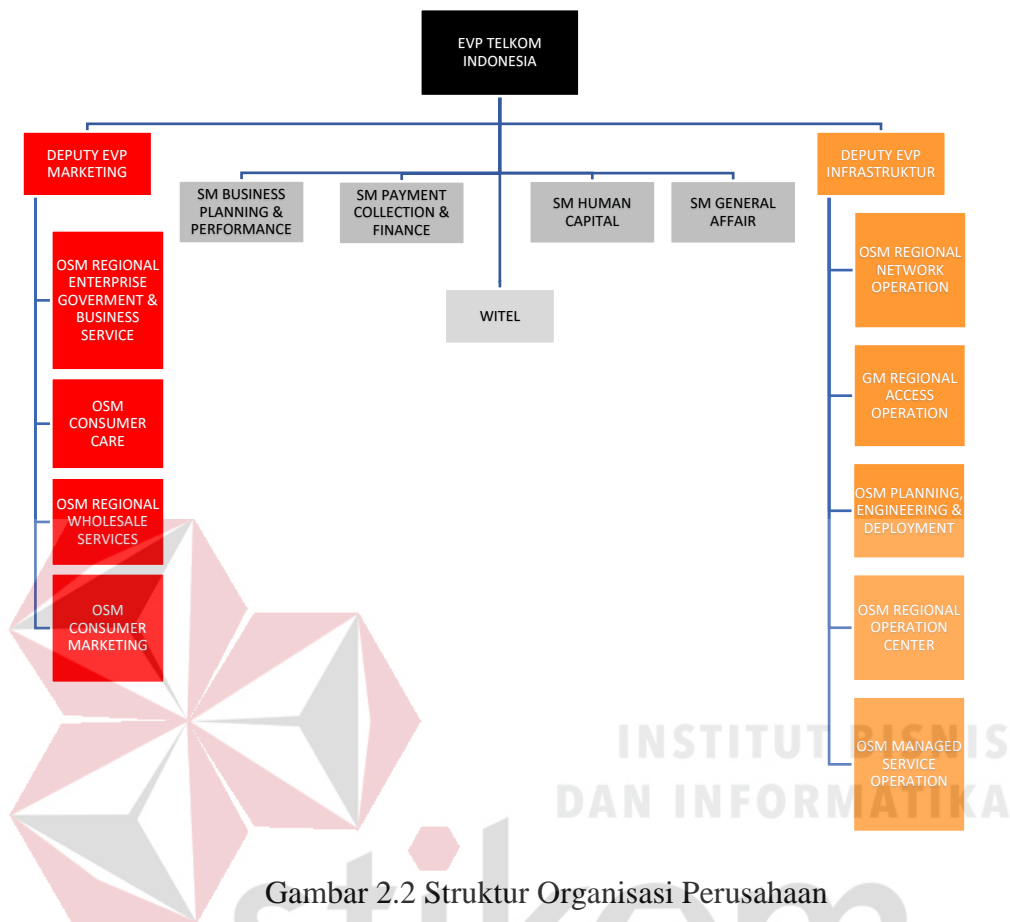 EVP TELKOM
INDONESIA
DEPUTY EVP
MARKETING
DEPUTY EVP
INFRASTRUKTUR
SM BUSINESS
PLANNING &
PERFORMANCE
SM PAYMENT
COLLECTION &
FINANCE
SM HUMAN
CAPITAL
SM GENERAL
AFFAIR
WITEL
OSM REGIONAL
ENTERPRISE
GOVERMENT &
BUSINESS
SERVICE
OSM
CONSUMER
CARE
OSM REGIONAL
WHOLESALE
SERVICES
OSM
CONSUMER
MARKETING
OSM REGIONAL
NETWORK
OPERATION
GM REGIONAL
ACCESS
OPERATION
OSM PLANNING,
ENGINEERING &
DEPLOYMENT
OSM REGIONAL
OPERATION
CENTER
OSM MANAGED
SERVICE
OPERATION
INSTITUT BISNIS
DAN INFORMATIKA
stikom
Gambar 2.2 Struktur Organisasi Perusahaan